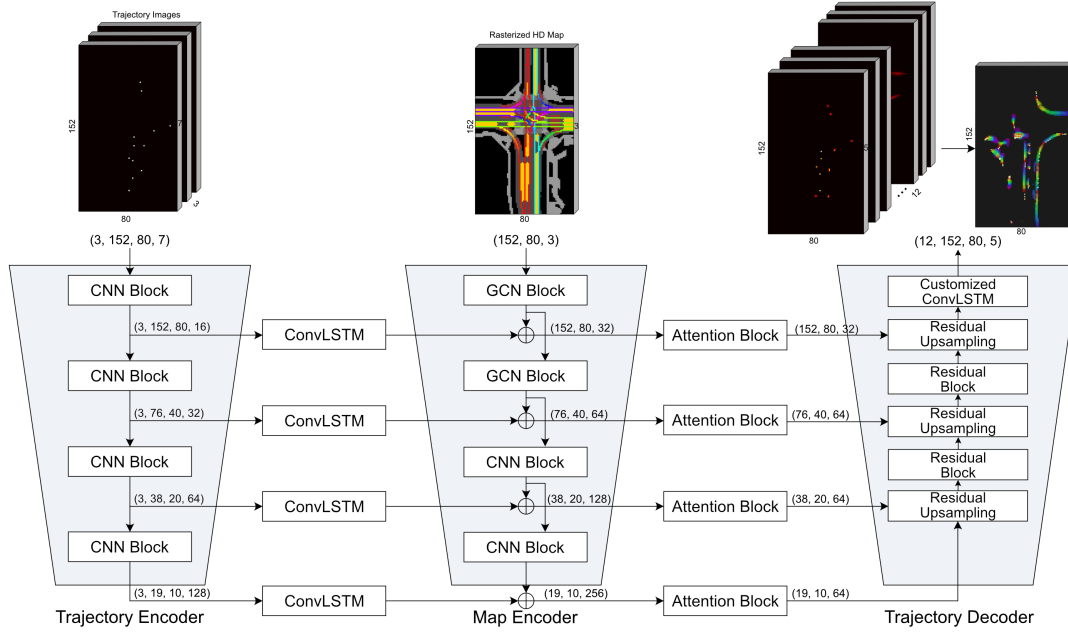 Trajectory Images
152
7
3
80
(3, 152, 80, 7)
Rasterized HD Map
152
3
80
(152, 80, 3)
152
5
12
80
152
80
(12, 152, 80, 5)
CNN Block
GCN Block
Customized
ConvLSTM
(3, 152, 80, 16)
ConvLSTM
(152, 80, 32)
Attention Block
(152, 80, 32)
Residual
Upsampling
CNN Block
GCN Block
Residual
Block
(3, 76, 40, 32)
ConvLSTM
(76, 40, 64)
Attention Block
(76, 40, 64)
Residual
Upsampling
CNN Block
CNN Block
Residual
Block
(3, 38, 20, 64)
ConvLSTM
(38, 20, 128)
Attention Block
(38, 20, 64)
Residual
Upsampling
CNN Block
CNN Block
(3, 19, 10, 128)
ConvLSTM
(19, 10, 256)
Attention Block
(19, 10, 64)
Trajectory Encoder
Map Encoder
Trajectory Decoder